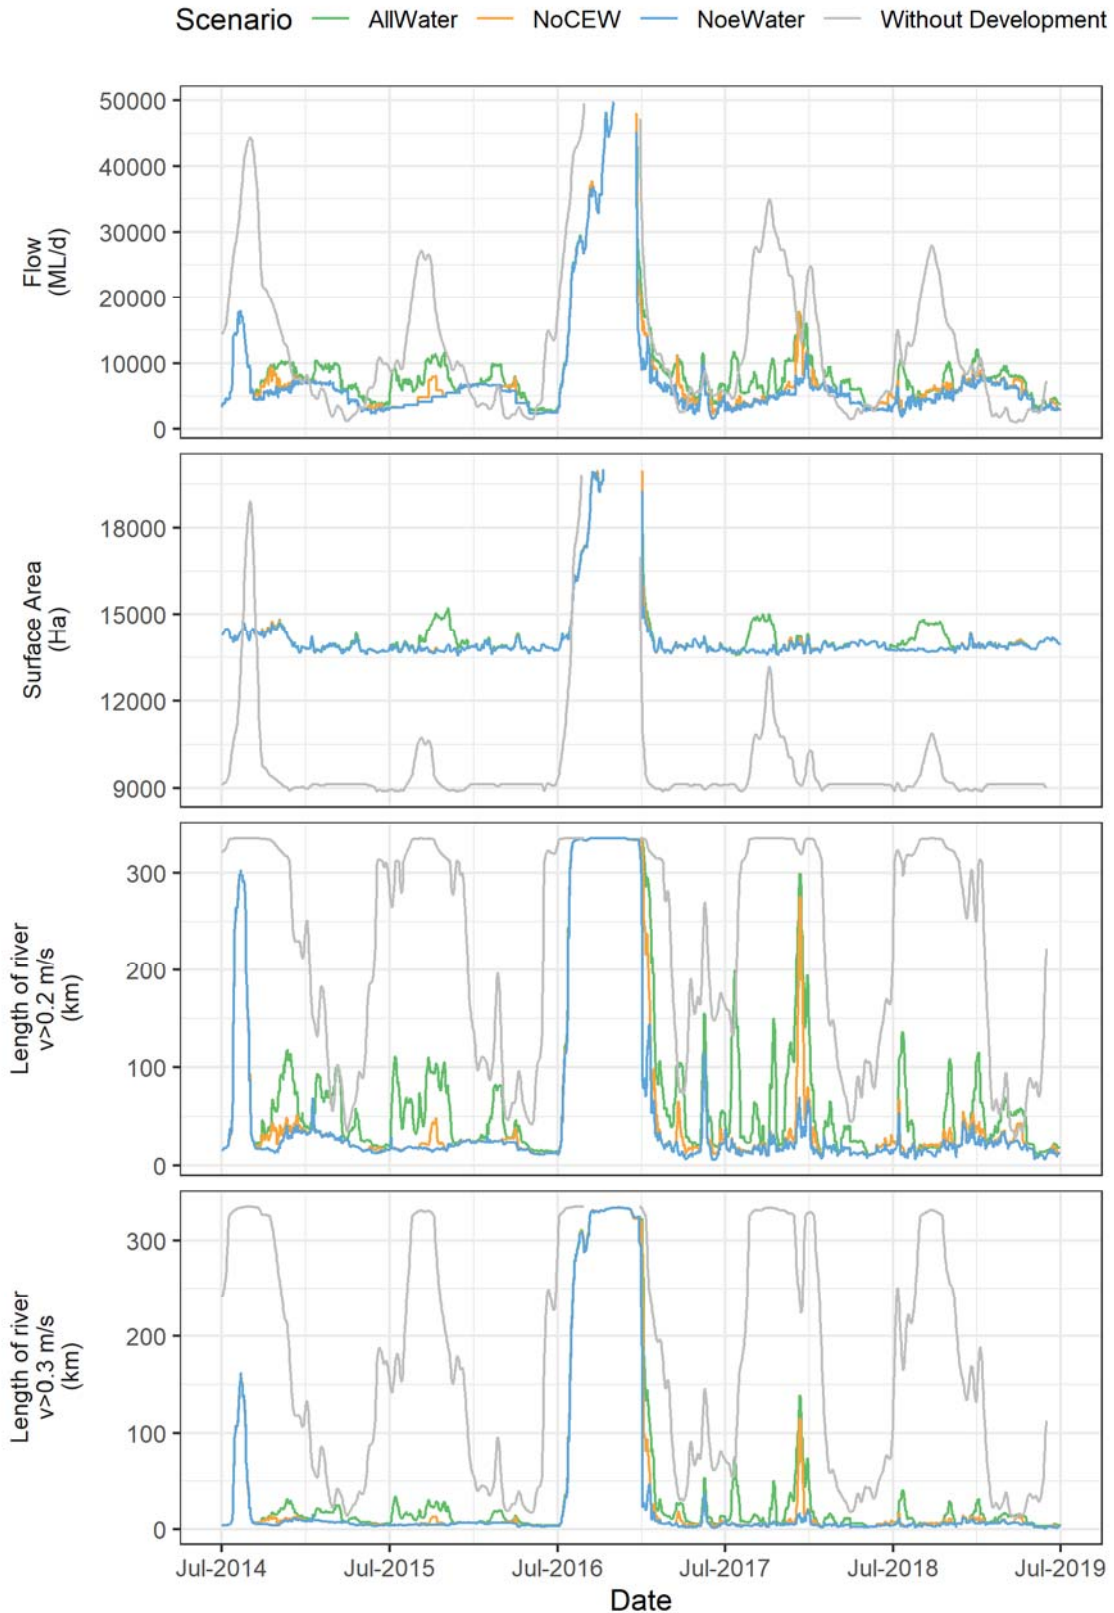 Scenario AllWater NoCEW NoeWater Without Development
50000
40000
30000
20000
10000
0
Flow
(ML/d)
18000
15000
12000
9000
Surface Area
(Ha)
300
200
100
0
Length of river
v>0.2 m/s
(km)
300
200
100
0
Length of river
v>0.3 m/s
(km)
Jul-2014 Jul-2015 Jul-2016 Jul-2017 Jul-2018 Jul-2019
Date